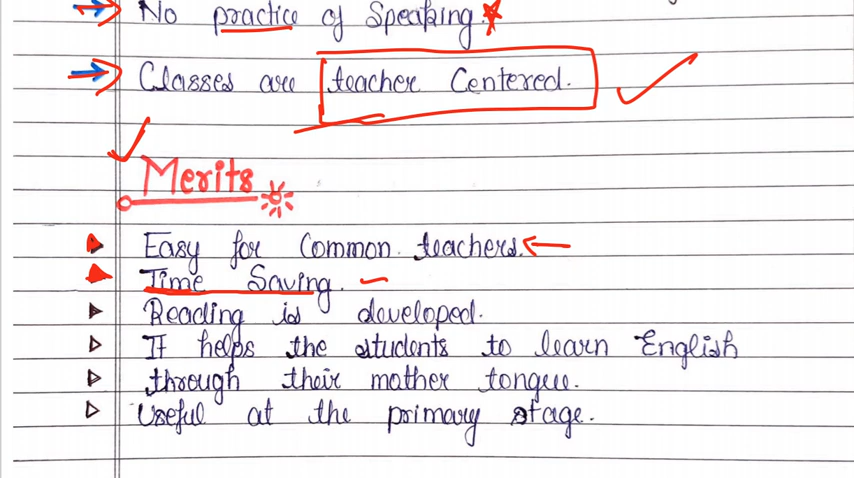 No practice of Speaking.
Classes are teacher Centered.
Merits
Easy for Common teachers.
Time Saving.
Reading is developed.
It helps the students to learn English
through their mother tongue.
Useful at the primary stage.